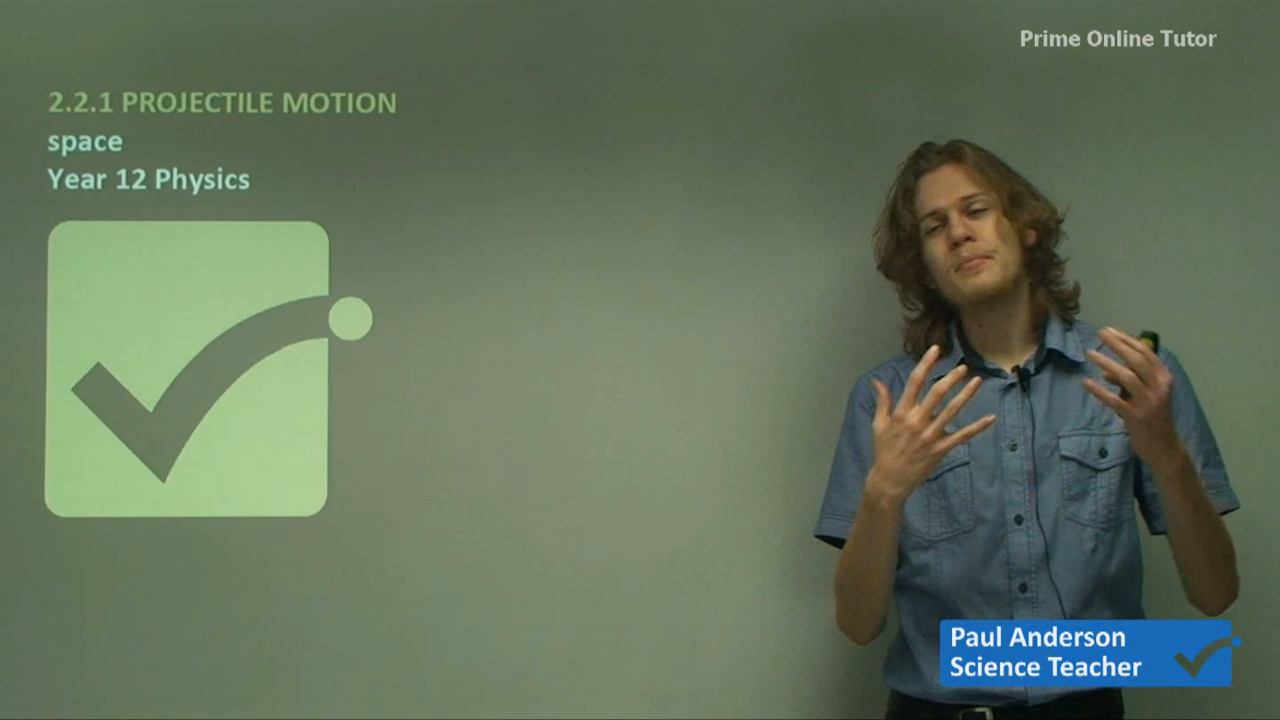 Prime Online Tutor
2.2.1 PROJECTILE MOTION
space
Year 12 Physics
Paul Anderson
Science Teacher